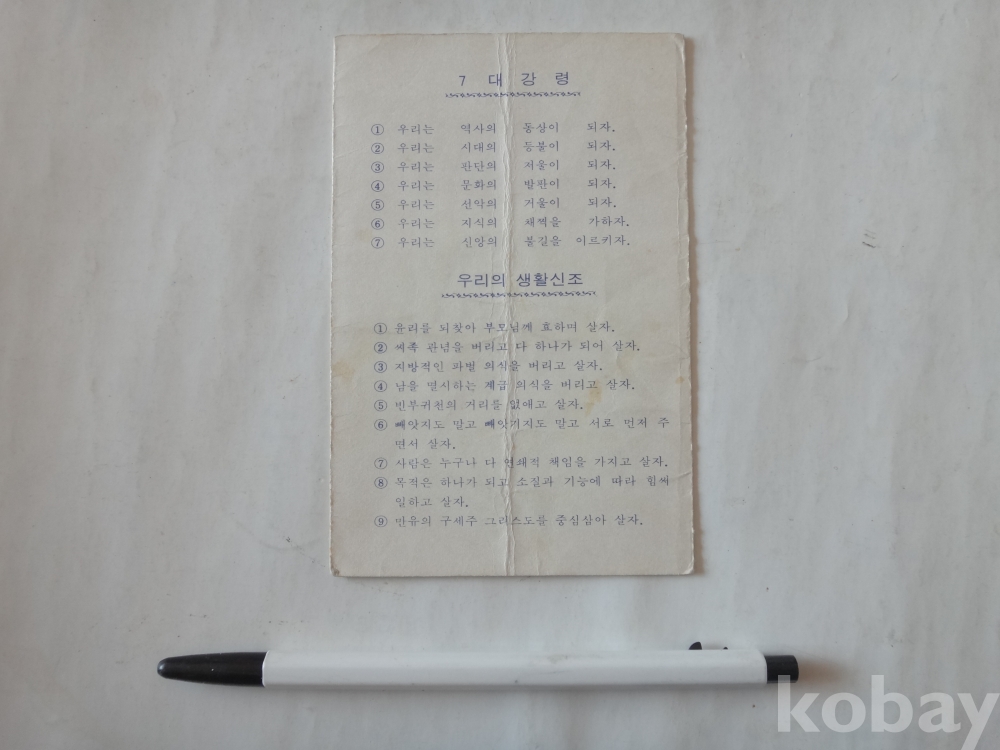 7 대 강 령
① 우리는 역사의 동상이 되자.
② 우리는 시대의 등불이 되자.
③ 우리는 판단의 저울이 되자.
④ 우리는 문화의 발판이 되자.
⑤ 우리는 선악의 거울이 되자.
⑥ 우리는 지식의 채찍을 가하자.
⑦ 우리는 신앙의 불길을 이르키자.
우리의 생활신조
① 윤리를 되찾아 부모님께 효하며 살자.
② 씨족 관념을 버리고 다 하나가 되어 살자.
③ 지방적인 파벌 의식을 버리고 살자.
④ 남을 멸시하는 계급 의식을 버리고 살자.
⑤ 빈부귀천의 거리를 없애고 살자.
⑥ 빼앗지도 말고 빼앗기지도 말고 서로 먼저 주
면서 살자.
⑦ 사람은 누구나 다 연쇄적 책임을 가지고 살자.
⑧ 목적은 하나가 되고 소질과 기능에 따라 힘써
일하고 살자.
⑨ 만유의 구세주 그리스도를 중심삼아 살자.
kobay